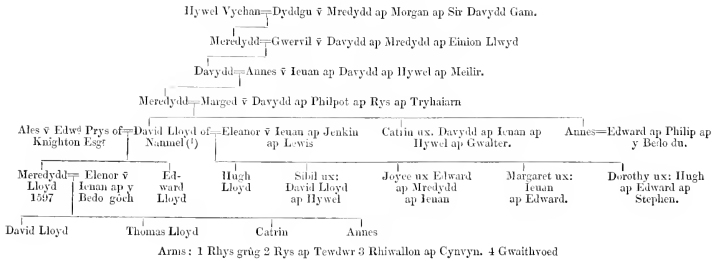 Hywel Vychan=Dyddgu v̄ Mredydd ap Morgan ap Sir Davydd Gam.
Meredydd=Gwervil v̄ Davydd ap Mredydd ap Einion Llwyd
Davydd=Annes v̄ Ieuan ap Davydd ap Hywel ap Meilir.
Meredydd=Marged v̄ Davydd ap Philpot ap Rys ap Tryhaiarn
Ales v̄ Edwd Prys of=David Lloyd of=Eleanor v̄ Ieuan ap Jenkin Catrin ux. Davydd ap Ieuan ap Annes=Edward ap Philip ap
Knighton Esgr Nanmel(¹) ap Lewis Hywel ap Gwalter. y Bedo du.
Meredydd=Elenor v̄ Ed- Hugh Sibil ux: Joyce ux Edward Margaret ux: Dorothy ux: Hugh
Lloyd Ieuan ap y ward Lloyd David Lloyd ap Mredydd Ieuan ap Edward ap
1597 Bedo gôch Lloyd ap Hywel ap Ieuan ap Edward. Stephen.
David Lloyd Thomas Lloyd Catrin Annes
Arms: 1 Rhys grûg 2 Rys ap Tewdwr 3 Rhiwallon ap Cynvyn. 4 Gwaithvoed